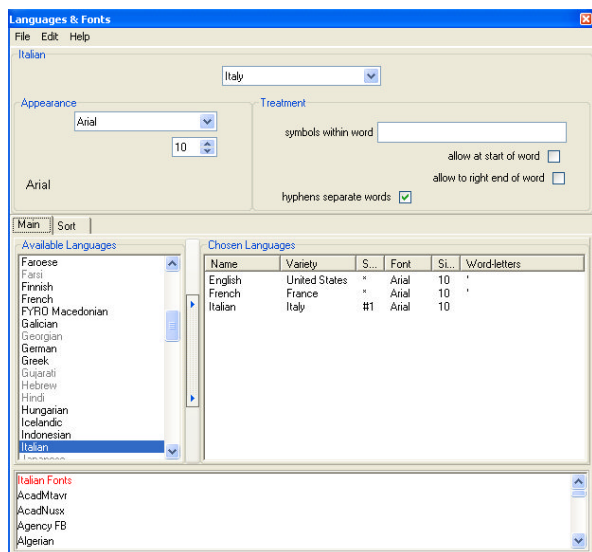 Languages & Fonts
File Edit Help
Italian
Italy
Appearance
Arial
10
Arial
Treatment
symbols within word
allow at start of word
allow to right end of word
hyphens separate words
Main Sort
Available Languages
Faroese
Farsi
Finnish
French
FYRO Macedonian
Galician
Georgian
German
Greek
Gujarati
Hebrew
Hindi
Hungarian
Icelandic
Indonesian
Italian
Japanese
Chosen Languages
Name Variety S... Font Si... Word-letters
English United States * Arial 10 '
French France * Arial 10 '
Italian Italy #1 Arial 10
Italian Fonts
AcadMtavr
AcadNusx
Agency FB
Algerian